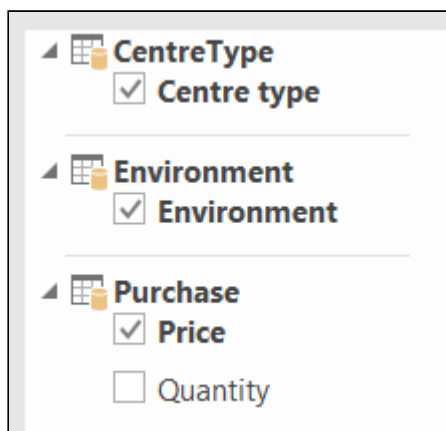 CentreType
Centre type
Environment
Environment
Purchase
Price
Quantity